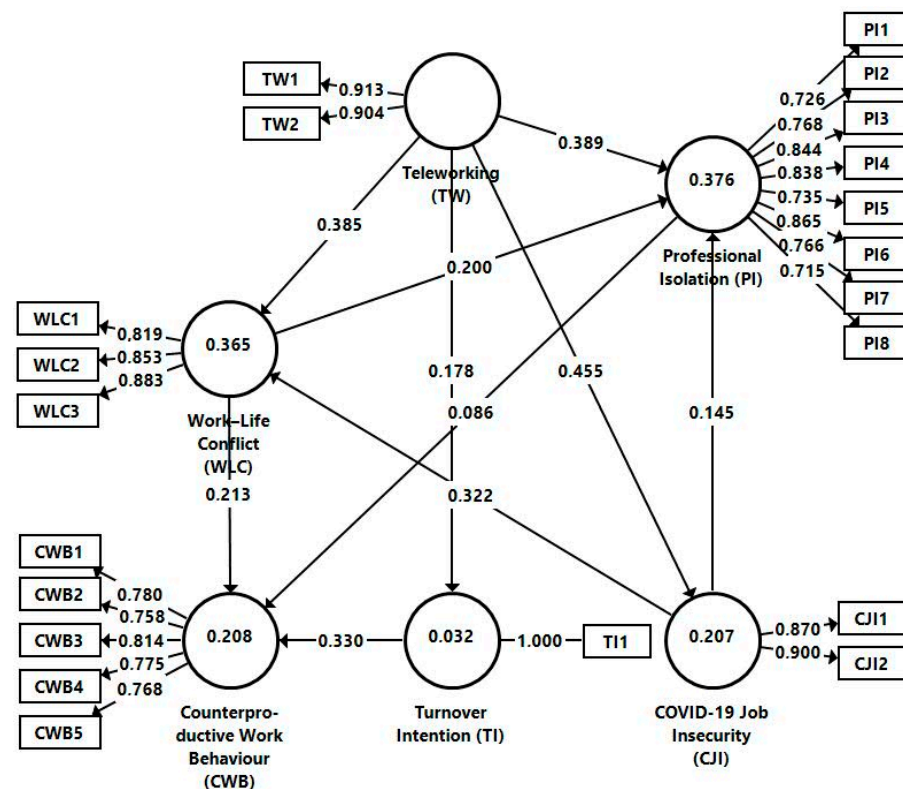 PI1
TW1
0.913
PI2
0.726
0.768
PI3
TW2
0.904
0.389
0.844
PI4
0.838
Teleworking
(TW)
0.376
0.735
PI5
0.865
0.385
PI6
0.766
Professional
Isolation (PI)
0.715
PI7
0.200
WLC1
0.819
PI8
WLC2
0.853
0.365
0.178
0.455
WLC3
0.883
0.086
0.145
Work–Life
Conflict
(WLC)
0.213
0.322
CWB1
0.780
CWB2
0.758
CWB3
0.814
0.208
0.330
0.032
1.000
TI1
0.207
0.870
CJI1
0.900
CJI2
CWB4
0.775
CWB5
0.768
Counterpro-
ductive Work
Behaviour
(CWB)
Turnover
Intention (TI)
COVID-19 Job
Insecurity
(CJI)